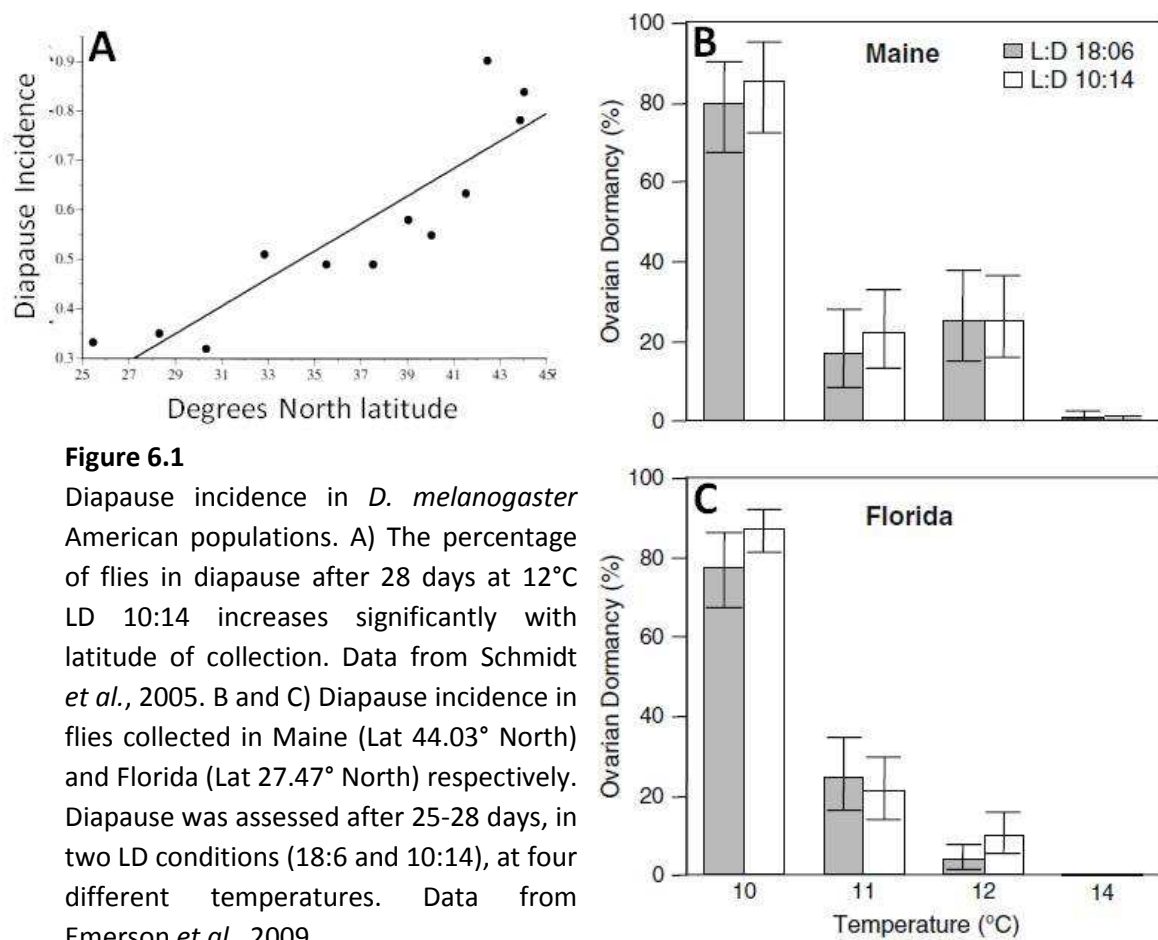 A
Diapause Incidence
0.9
0.8
0.7
0.6
0.5
0.4
0.3
25 27 29 31 33 35 37 39 41 43 45
Degrees North latitude
Figure 6.1
Diapause incidence in D. melanogaster
American populations. A) The percentage
of flies in diapause after 28 days at 12°C
LD 10:14 increases significantly with
latitude of collection. Data from Schmidt
et al., 2005. B and C) Diapause incidence in
flies collected in Maine (Lat 44.03° North)
and Florida (Lat 27.47° North) respectively.
Diapause was assessed after 25-28 days, in
two LD conditions (18:6 and 10:14), at four
different temperatures. Data from
Emerson et al., 2009
B
Maine
L:D 18:06
L:D 10:14
Ovarian Dormancy (%)
100
80
60
40
20
0
C
Florida
Ovarian Dormancy (%)
100
80
60
40
20
0
10 11 12 14
Temperature (°C)